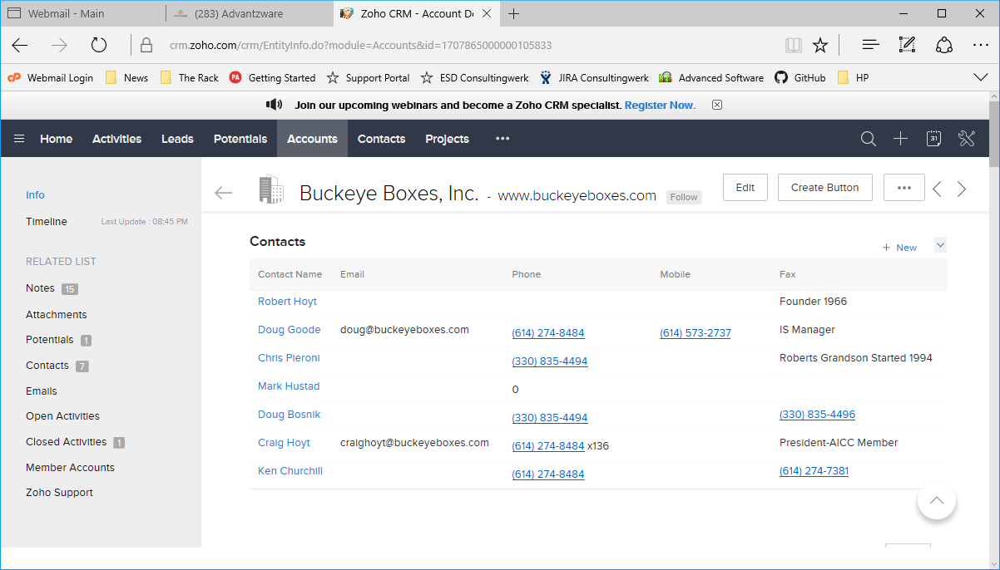 Webmail - Main
(283) Advantzware
Zoho CRM - Account De
crm.zoho.com/crm/EntityInfo.do?module=Accounts&id=1707865000000105833
Webmail Login News The Rack PA Getting Started Support Portal ESD Consultingwerk JIRA Consultingwerk Advanced Software GitHub HP
Join our upcoming webinars and become a Zoho CRM specialist. Register Now.
Home Activities Leads Potentials Accounts Contacts Projects ••• 31
Info
Timeline Last Update : 08:45 PM
RELATED LIST
Notes 15
Attachments
Potentials 1
Contacts 7
Emails
Open Activities
Closed Activities 1
Member Accounts
Zoho Support
Buckeye Boxes, Inc. - www.buckeyeboxes.com Follow
Edit Create Button •••
Contacts
+ New
Contact Name Email Phone Mobile Fax
Robert Hoyt Founder 1966
Doug Goode doug@buckeyeboxes.com (614) 274-8484 (614) 573-2737 IS Manager
Chris Pieroni (330) 835-4494 Roberts Grandson Started 1994
Mark Hustad 0
Doug Bosnik (330) 835-4494 (330) 835-4496
Craig Hoyt craighoyt@buckeyeboxes.com (614) 274-8484 x136 President-AICC Member
Ken Churchill (614) 274-8484 (614) 274-7381